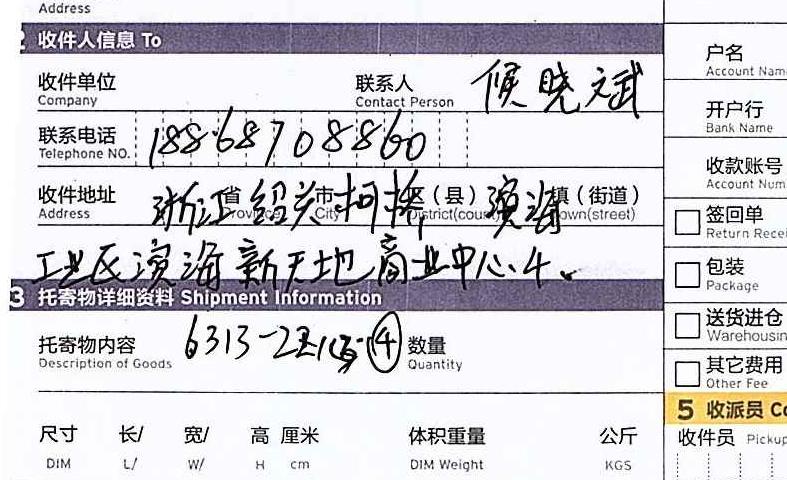 Address
2 收件人信息 To
收件单位 联系人 候晓斌
Company Contact Person
联系电话 18868708860
Telephone NO.
收件地址 浙江省 绍兴市 柯桥区（县） 滨海镇（街道）
Address Province City District(county) Town(street)
工业区滨海新天地商业中心4。
3 托寄物详细资料 Shipment Information
托寄物内容 6313-2 ④ 数量
Description of Goods Quantity
尺寸 长/ 宽/ 高 厘米 体积重量 公斤
DIM L/ W/ H cm DIM Weight KGS
户名
Account Nam
开户行
Bank Name
收款账号
Account Num
签回单
Return Recei
包装
Package
送货进仓
Warehousin
其它费用
Other Fee
5 收派员 Co
收件员 Pickup